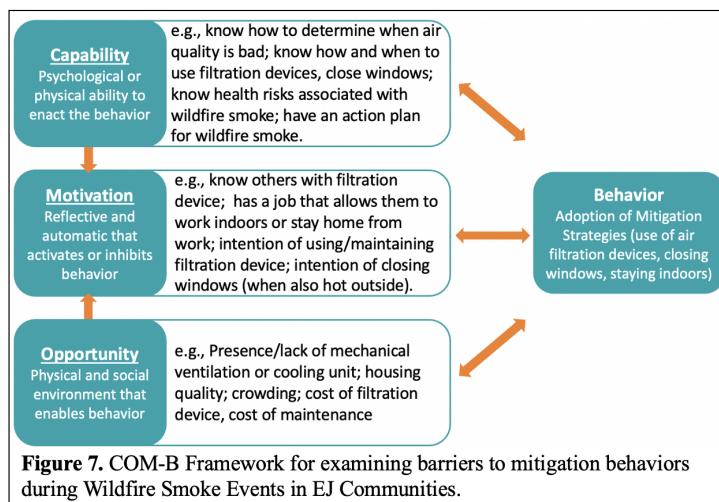 Capability
Psychological or
physical ability to
enact the behavior
e.g., know how to determine when air
quality is bad; know how and when to
use filtration devices, close windows;
know health risks associated with
wildfire smoke; have an action plan
for wildfire smoke.
Motivation
Reflective and
automatic that
activates or inhibits
behavior
e.g., know others with filtration
device;  has a job that allows them to
work indoors or stay home from
work; intention of using/maintaining
filtration device; intention of closing
windows (when also hot outside).
Behavior
Adoption of Mitigation
Strategies (use of air
filtration devices, closing
windows, staying indoors)
Opportunity
Physical and social
environment that
enables behavior
e.g., Presence/lack of mechanical
ventilation or cooling unit; housing
quality; crowding; cost of filtration
device, cost of maintenance
Figure 7. COM-B Framework for examining barriers to mitigation behaviors
during Wildfire Smoke Events in EJ Communities.